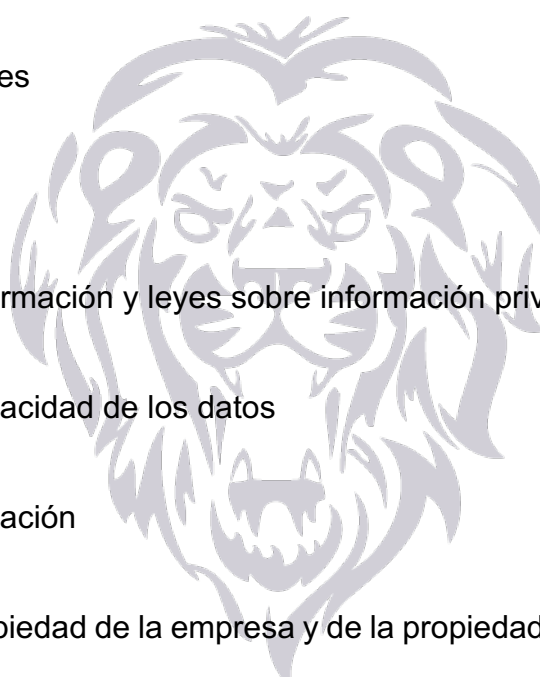 es
rmación y leyes sobre información priv
acidad de los datos
ación
piedad de la empresa y de la propiedad